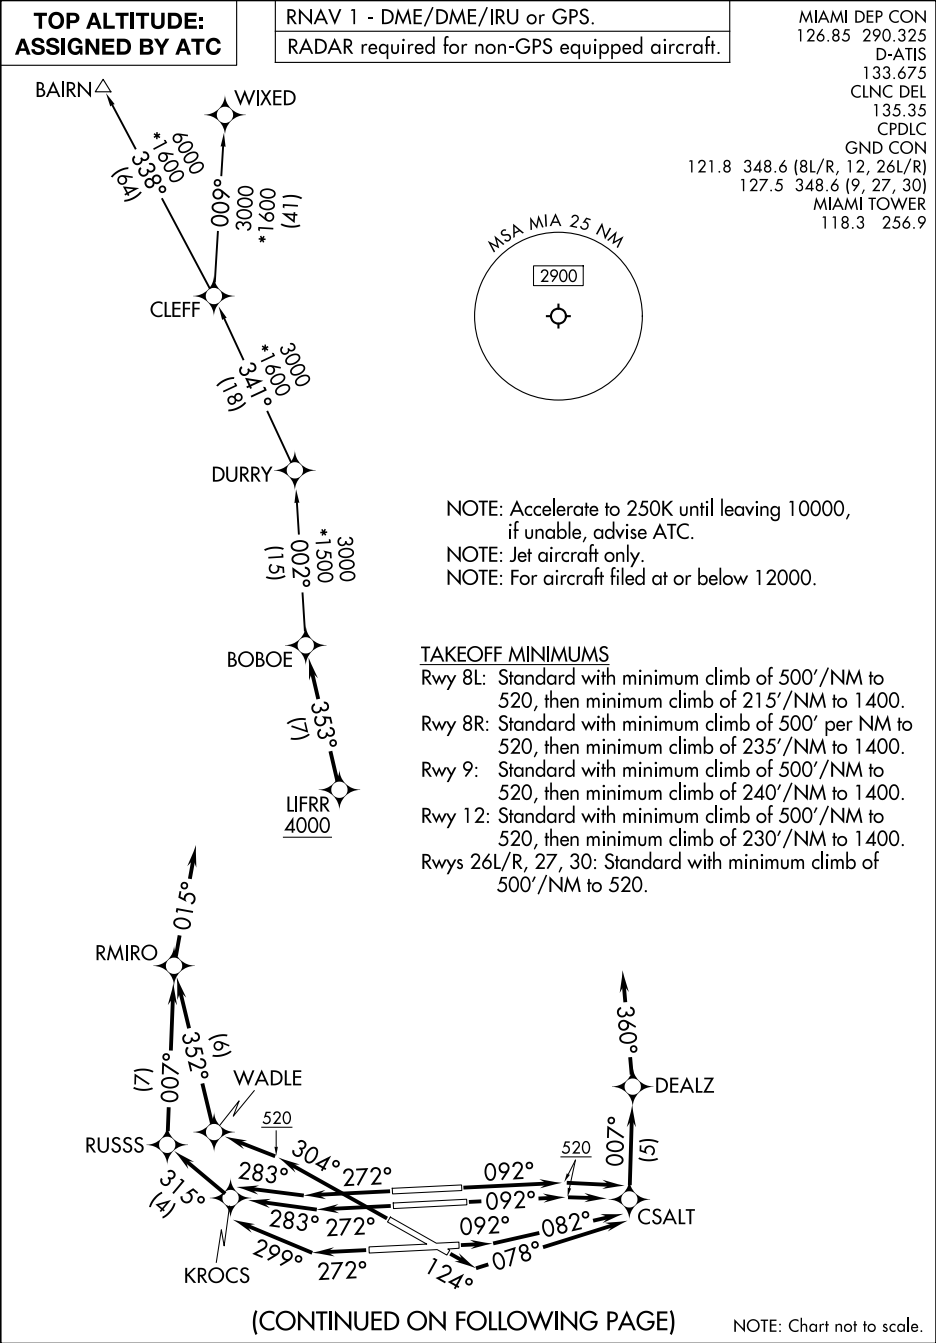 TOP ALTITUDE:
ASSIGNED BY ATC
RNAV 1 - DME/DME/IRU or GPS.
RADAR required for non-GPS equipped aircraft.
MIAMI DEP CON
126.85 290.325
D-ATIS
133.675
CLNC DEL
135.35
CPDLC
GND CON
121.8 348.6 (8L/R, 12, 26L/R)
127.5 348.6 (9, 27, 30)
MIAMI TOWER
118.3 256.9
BAIRN
WIXED
6000
*1600
338°
(64)
009°
3000
*1600
(41)
MSA MIA 25 NM
2900
CLEFF
3000
*1600
341°
(18)
DURRY
3000
*1500
002°
(15)
NOTE: Accelerate to 250K until leaving 10000,
if unable, advise ATC.
NOTE: Jet aircraft only.
NOTE: For aircraft filed at or below 12000.
BOBOE
353°
(7)
LIFRR
4000
TAKEOFF MINIMUMS
Rwy 8L: Standard with minimum climb of 500'/NM to
520, then minimum climb of 215'/NM to 1400.
Rwy 8R: Standard with minimum climb of 500' per NM to
520, then minimum climb of 235'/NM to 1400.
Rwy 9: Standard with minimum climb of 500'/NM to
520, then minimum climb of 240'/NM to 1400.
Rwy 12: Standard with minimum climb of 500'/NM to
520, then minimum climb of 230'/NM to 1400.
Rwys 26L/R, 27, 30: Standard with minimum climb of
500'/NM to 520.
015°
RMIRO
360°
007°
(7)
352°
(6)
WADLE
DEALZ
520
520
007°
(5)
RUSSS
304°
283°
272°
092°
315°
(4)
092°
CSALT
283°
272°
092°
082°
299°
272°
124°
078°
KROCS
(CONTINUED ON FOLLOWING PAGE)
NOTE: Chart not to scale.